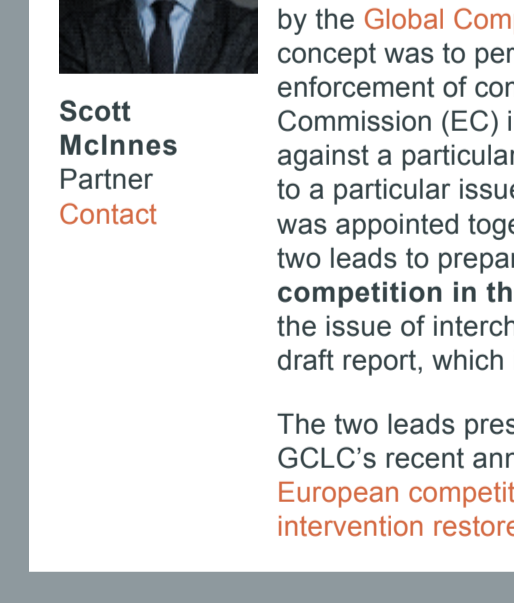 Scott
McInnes
Partner
Contact
by the Global Com
concept was to per
enforcement of con
Commission (EC) i
against a particular
to a particular issue
was appointed toge
two leads to prepar
competition in th
the issue of interch
draft report, which
The two leads pres
GCLC's recent ann
European competit
intervention restore